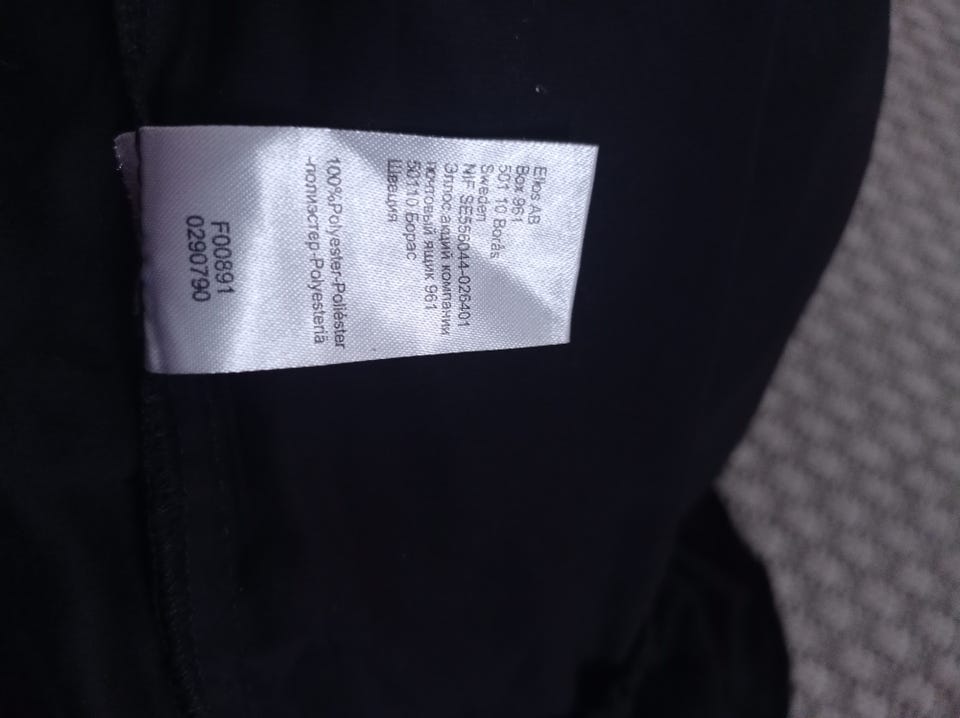 Ellos AB
Box 961
501 10 Borås
Sweden
NIF SE556044-026401
Эллос акций компании
почтовый ящик 961
50110 Борас
Швеция
100%Polyester-Poliéster
-полиэстер-Polyesteriä
F00891
0290790